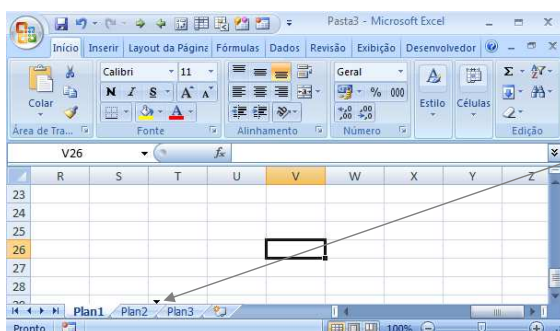 Pasta3 - Microsoft Excel
Início Inserir Layout da Página Fórmulas Dados Revisão Exibição Desenvolvedor
Colar
Calibri 11
N I S A A
Geral
% 000
Estilo
Células
Σ
Área de Tra... Fonte Alinhamento Número Edição
V26 fx
R S T U V W X Y Z
23
24
25
26
27
28
Plan1 Plan2 Plan3
Pronto 100%